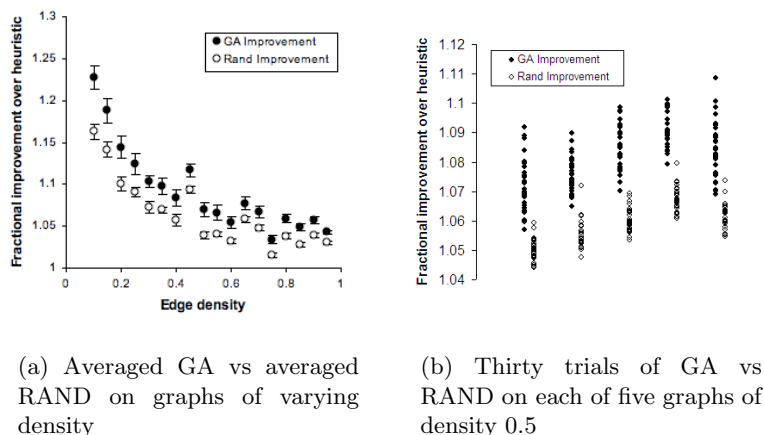 1.3
1.25
1.2
1.15
1.1
1.05
1
0
0.2
0.4
0.6
0.8
1
Fractional improvement over heuristic
Edge density
GA Improvement
Rand Improvement
1.12
1.11
1.1
1.09
1.08
1.07
1.06
1.05
1.04
Fractional improvement over heuristic
GA Improvement
Rand Improvement
(a) Averaged GA vs averaged
RAND on graphs of varying
density
(b) Thirty trials of GA vs
RAND on each of five graphs of
density 0.5